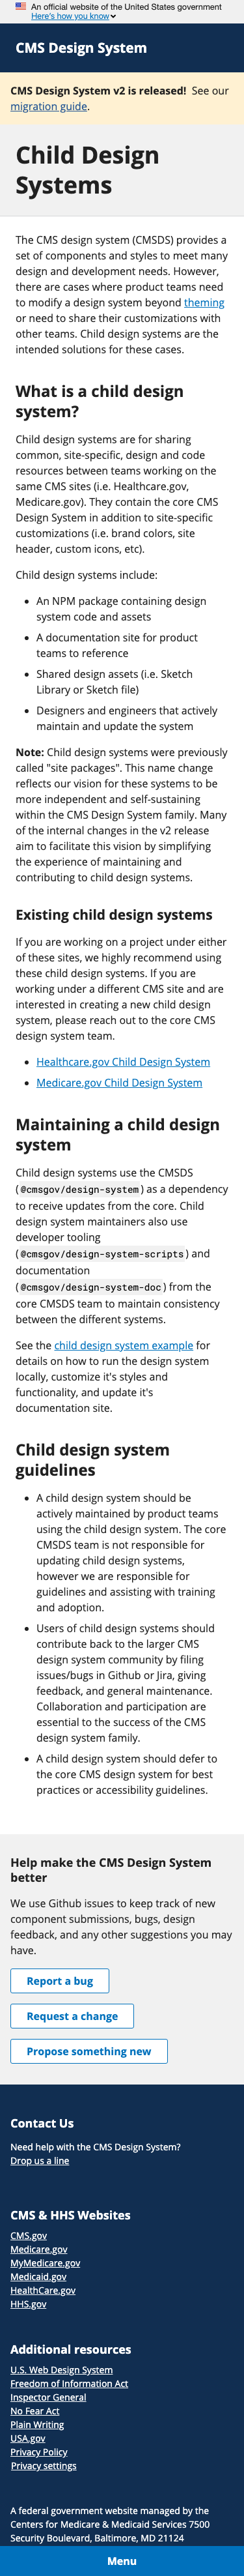 An official website of the United States government
Here's how you know
CMS Design System
CMS Design System v2 is released! See our
migration guide.
Child Design
Systems
The CMS design system (CMSDS) provides a
set of components and styles to meet many
design and development needs. However,
there are cases where product teams need
to modify a design system beyond theming
or need to share their customizations with
other teams. Child design systems are the
intended solutions for these cases.
What is a child design
system?
Child design systems are for sharing
common, site-specific, design and code
resources between teams working on the
same CMS sites (i.e. Healthcare.gov,
Medicare.gov). They contain the core CMS
Design System in addition to site-specific
customizations (i.e. brand colors, site
header, custom icons, etc).
Child design systems include:
An NPM package containing design
system code and assets
A documentation site for product
teams to reference
Shared design assets (i.e. Sketch
Library or Sketch file)
Designers and engineers that actively
maintain and update the system
Note: Child design systems were previously
called "site packages". This name change
reflects our vision for these systems to be
more independent and self-sustaining
within the CMS Design System family. Many
of the internal changes in the v2 release
aim to facilitate this vision by simplifying
the experience of maintaining and
contributing to child design systems.
Existing child design systems
If you are working on a project under either
of these sites, we highly recommend using
these child design systems. If you are
working under a different CMS site and are
interested in creating a new child design
system, please reach out to the core CMS
design system team.
Healthcare.gov Child Design System
Medicare.gov Child Design System
Maintaining a child design
system
Child design systems use the CMSDS
(@cmsgov/design-system) as a dependency
to receive updates from the core. Child
design system maintainers also use
developer tooling
(@cmsgov/design-system-scripts) and
documentation
(@cmsgov/design-system-doc) from the
core CMSDS team to maintain consistency
between the different systems.
See the child design system example for
details on how to run the design system
locally, customize it's styles and
functionality, and update it's
documentation site.
Child design system
guidelines
A child design system should be
actively maintained by product teams
using the child design system. The core
CMSDS team is not responsible for
updating child design systems,
however we are responsible for
guidelines and assisting with training
and adoption.
Users of child design systems should
contribute back to the larger CMS
design system community by filing
issues/bugs in Github or Jira, giving
feedback, and general maintenance.
Collaboration and participation are
essential to the success of the CMS
design system family.
A child design system should defer to
the core CMS design system for best
practices or accessibility guidelines.
Help make the CMS Design System
better
We use Github issues to keep track of new
component submissions, bugs, design
feedback, and any other suggestions you may
have.
Report a bug
Request a change
Propose something new
Contact Us
Need help with the CMS Design System?
Drop us a line
CMS & HHS Websites
CMS.gov
Medicare.gov
MyMedicare.gov
Medicaid.gov
HealthCare.gov
HHS.gov
Additional resources
U.S. Web Design System
Freedom of Information Act
Inspector General
No Fear Act
Plain Writing
USA.gov
Privacy Policy
Privacy settings
A federal government website managed by the
Centers for Medicare & Medicaid Services 7500
Security Boulevard, Baltimore, MD 21124
Menu